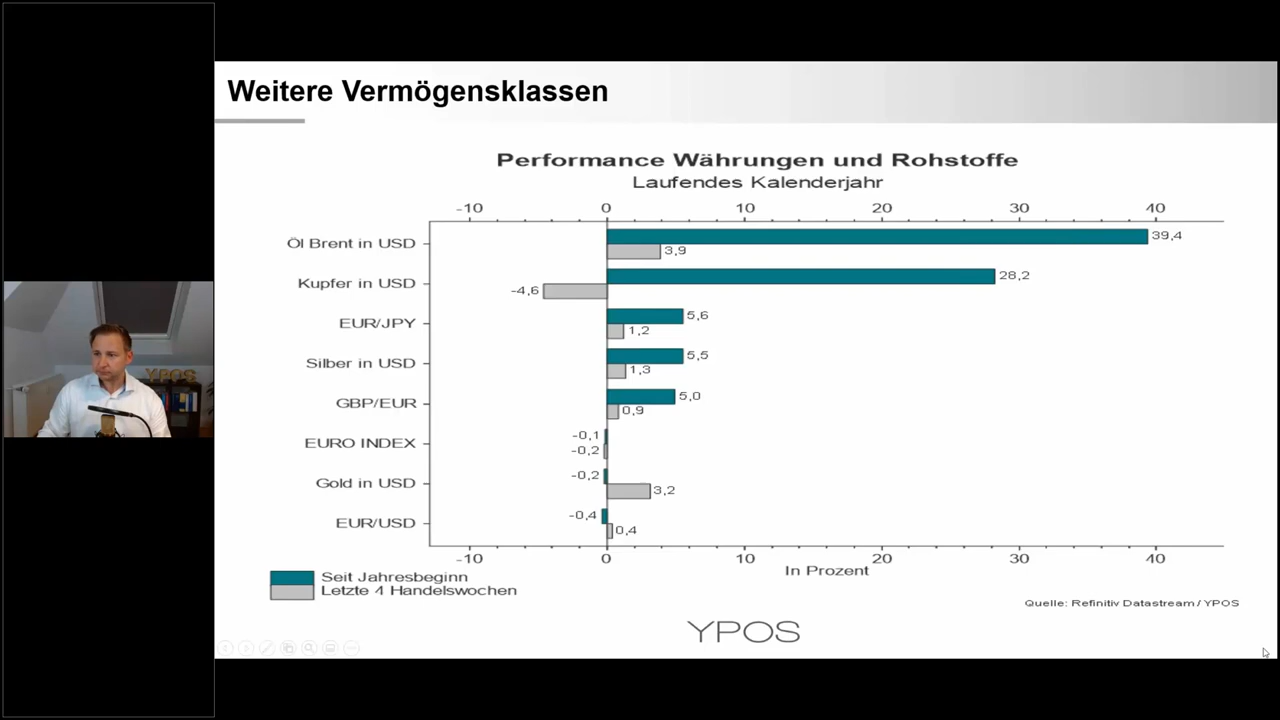 Weitere Vermögensklassen
Performance Währungen und Rohstoffe
Laufendes Kalenderjahr
-10 0 10 20 30 40
Öl Brent in USD 39,4
3,9
Kupfer in USD 28,2
-4,6
EUR/JPY 5,6
1,2
Silber in USD 5,5
1,3
GBP/EUR 5,0
0,9
EURO INDEX -0,1
-0,2
Gold in USD -0,2
3,2
EUR/USD -0,4
0,4
-10 0 10 20 30 40
In Prozent
Seit Jahresbeginn
Letzte 4 Handelswochen
Quelle: Refinitiv Datastream / YPOS
YPOS
YPOS